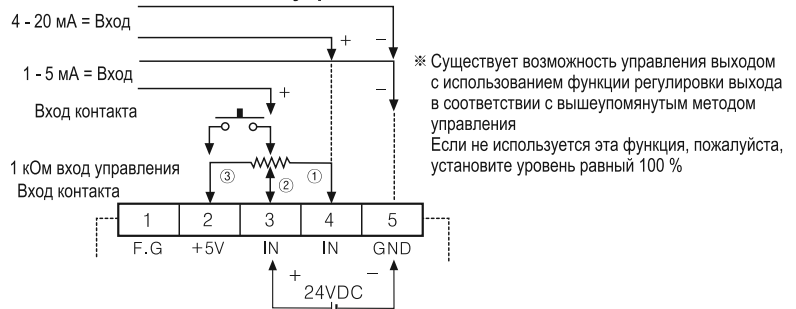 4 - 20 мА = Вход
1 - 5 мА = Вход
Вход контакта
1 кОм вход управления
Вход контакта
+ −
+ −
③ ② ①
1 2 3 4 5
F.G +5V IN IN GND
+ −
24VDC
※ Существует возможность управления выходом
с использованием функции регулировки выхода
в соответствии с вышеупомянутым методом
управления
Если не используется эта функция, пожалуйста,
установите уровень равный 100 %